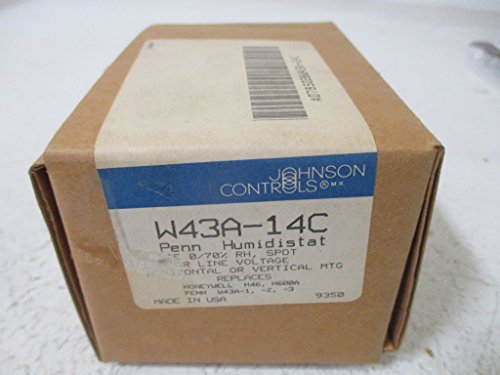 JOHNSON
CONTROLS ® M.R.
W43A-14C
Penn Humidistat
0/70% RH, SPDT
LINE VOLTAGE
OR VERTICAL MTG
REPLACES
HONEYWELL H46, H600A
PENN W43A-1, -2, -3
MADE IN USA
9350